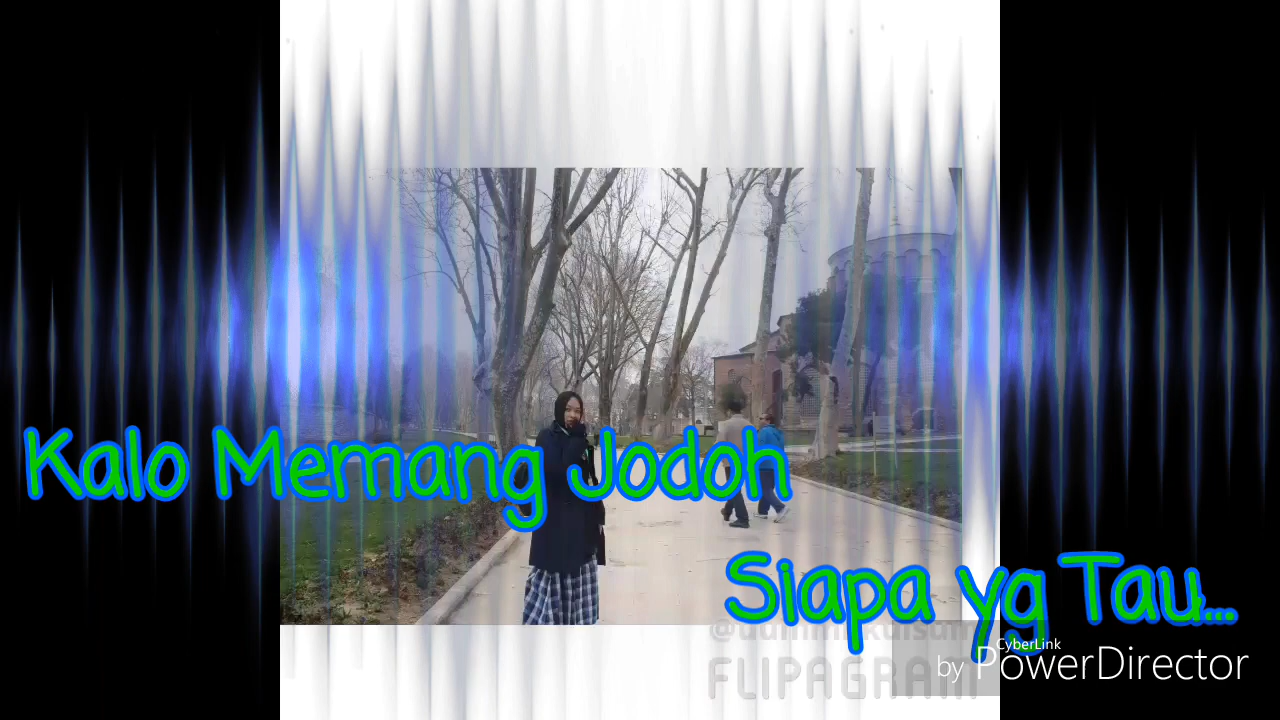 Kalo Memang Jodoh
Siapa yg Tau...
CyberLink
by PowerDirector
FLIPAGRAM